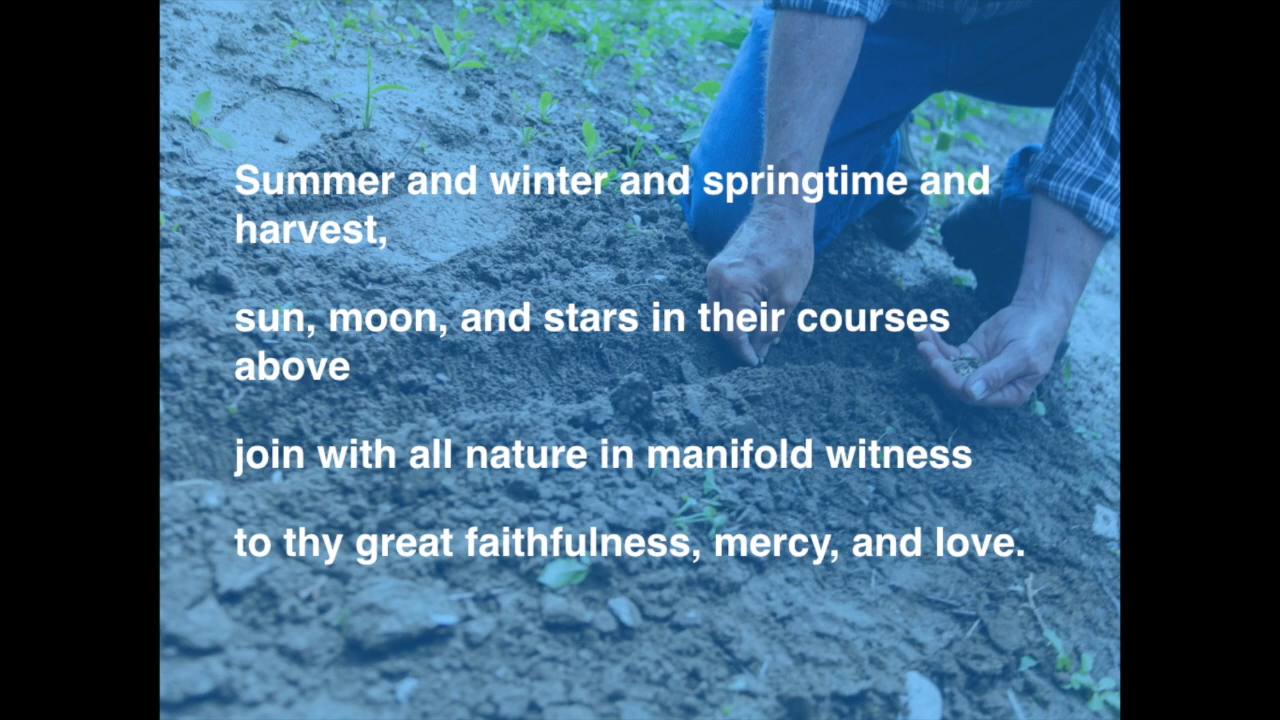 Summer and winter and springtime and
harvest,
sun, moon, and stars in their courses
above
join with all nature in manifold witness
to thy great faithfulness, mercy, and love.